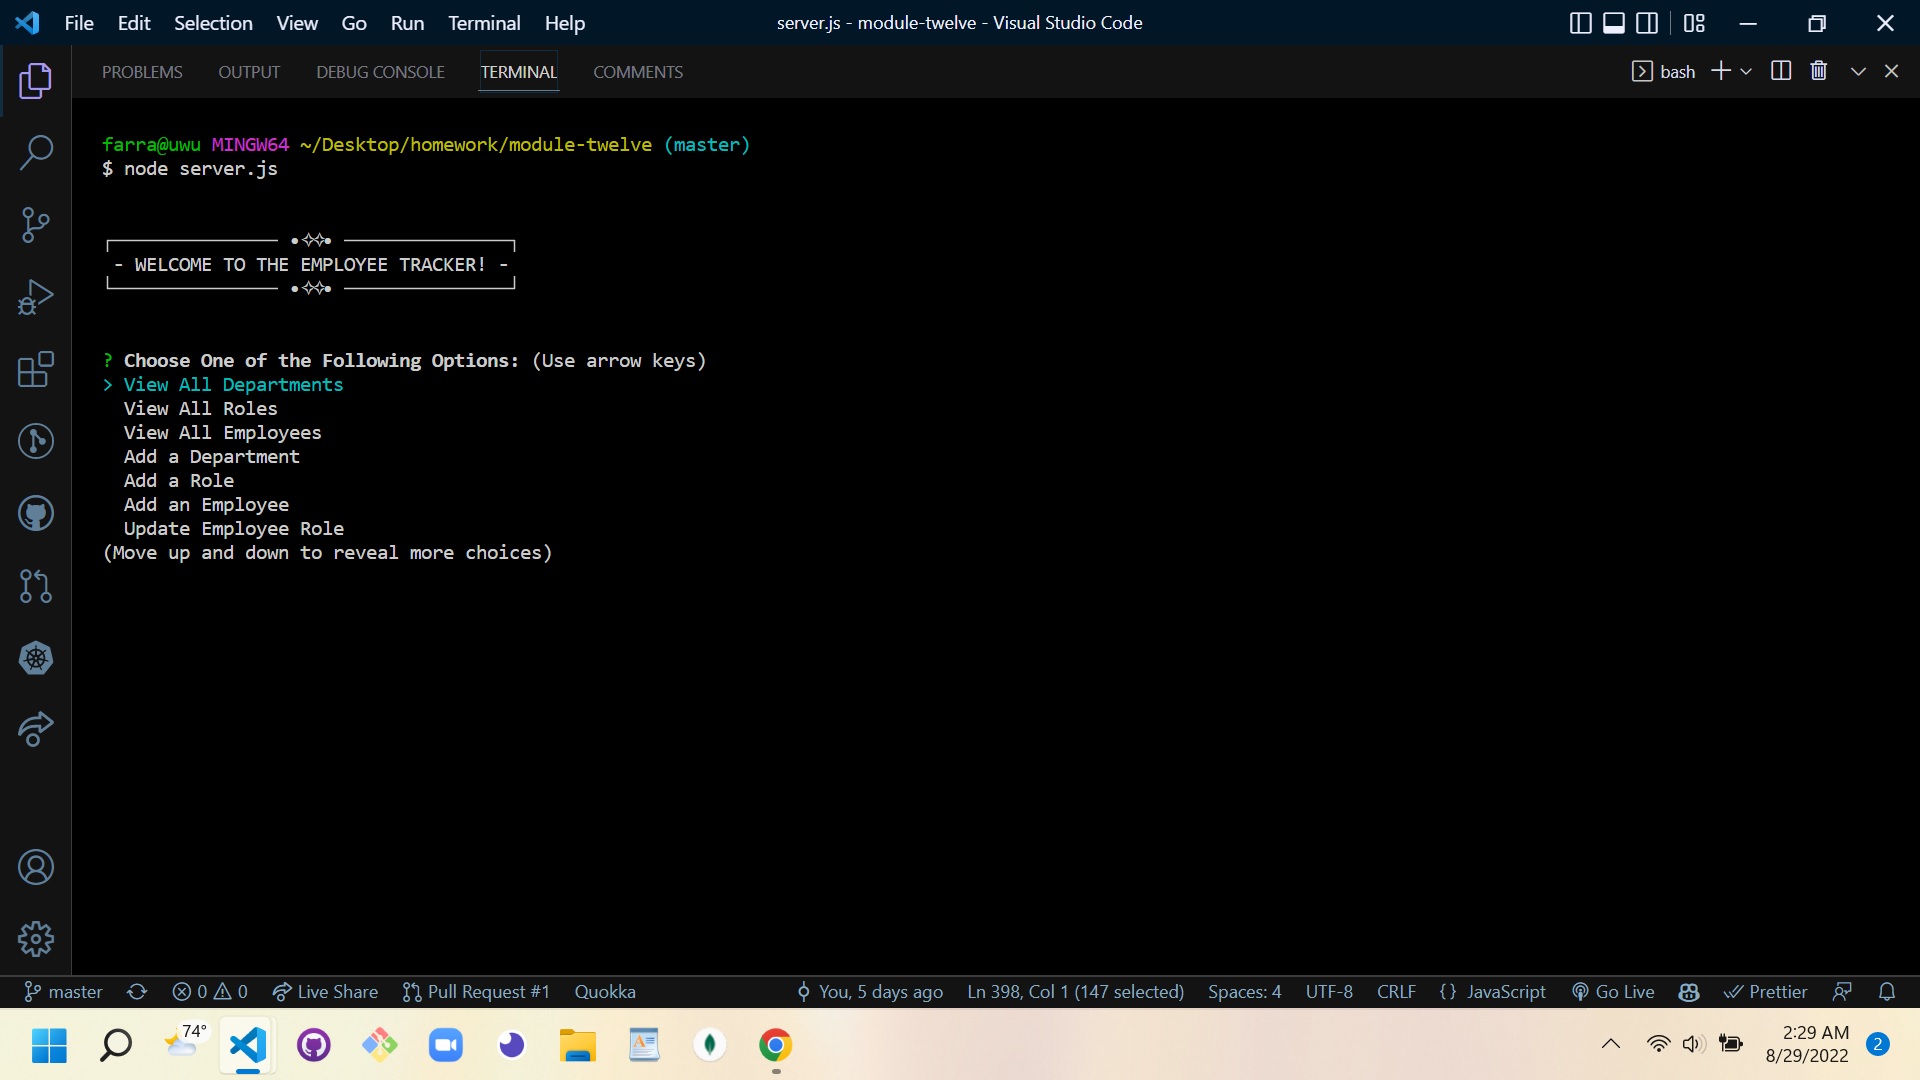 File Edit Selection View Go Run Terminal Help server.js - module-twelve - Visual Studio Code
PROBLEMS OUTPUT DEBUG CONSOLE TERMINAL COMMENTS bash
farra@uwu MINGW64 ~/Desktop/homework/module-twelve (master)
$ node server.js
- WELCOME TO THE EMPLOYEE TRACKER! -
? Choose One of the Following Options: (Use arrow keys)
> View All Departments
View All Roles
View All Employees
Add a Department
Add a Role
Add an Employee
Update Employee Role
(Move up and down to reveal more choices)
master 0 0 Live Share Pull Request #1 Quokka You, 5 days ago Ln 398, Col 1 (147 selected) Spaces: 4 UTF-8 CRLF {} JavaScript Go Live Prettier
74° 2:29 AM
8/29/2022 2